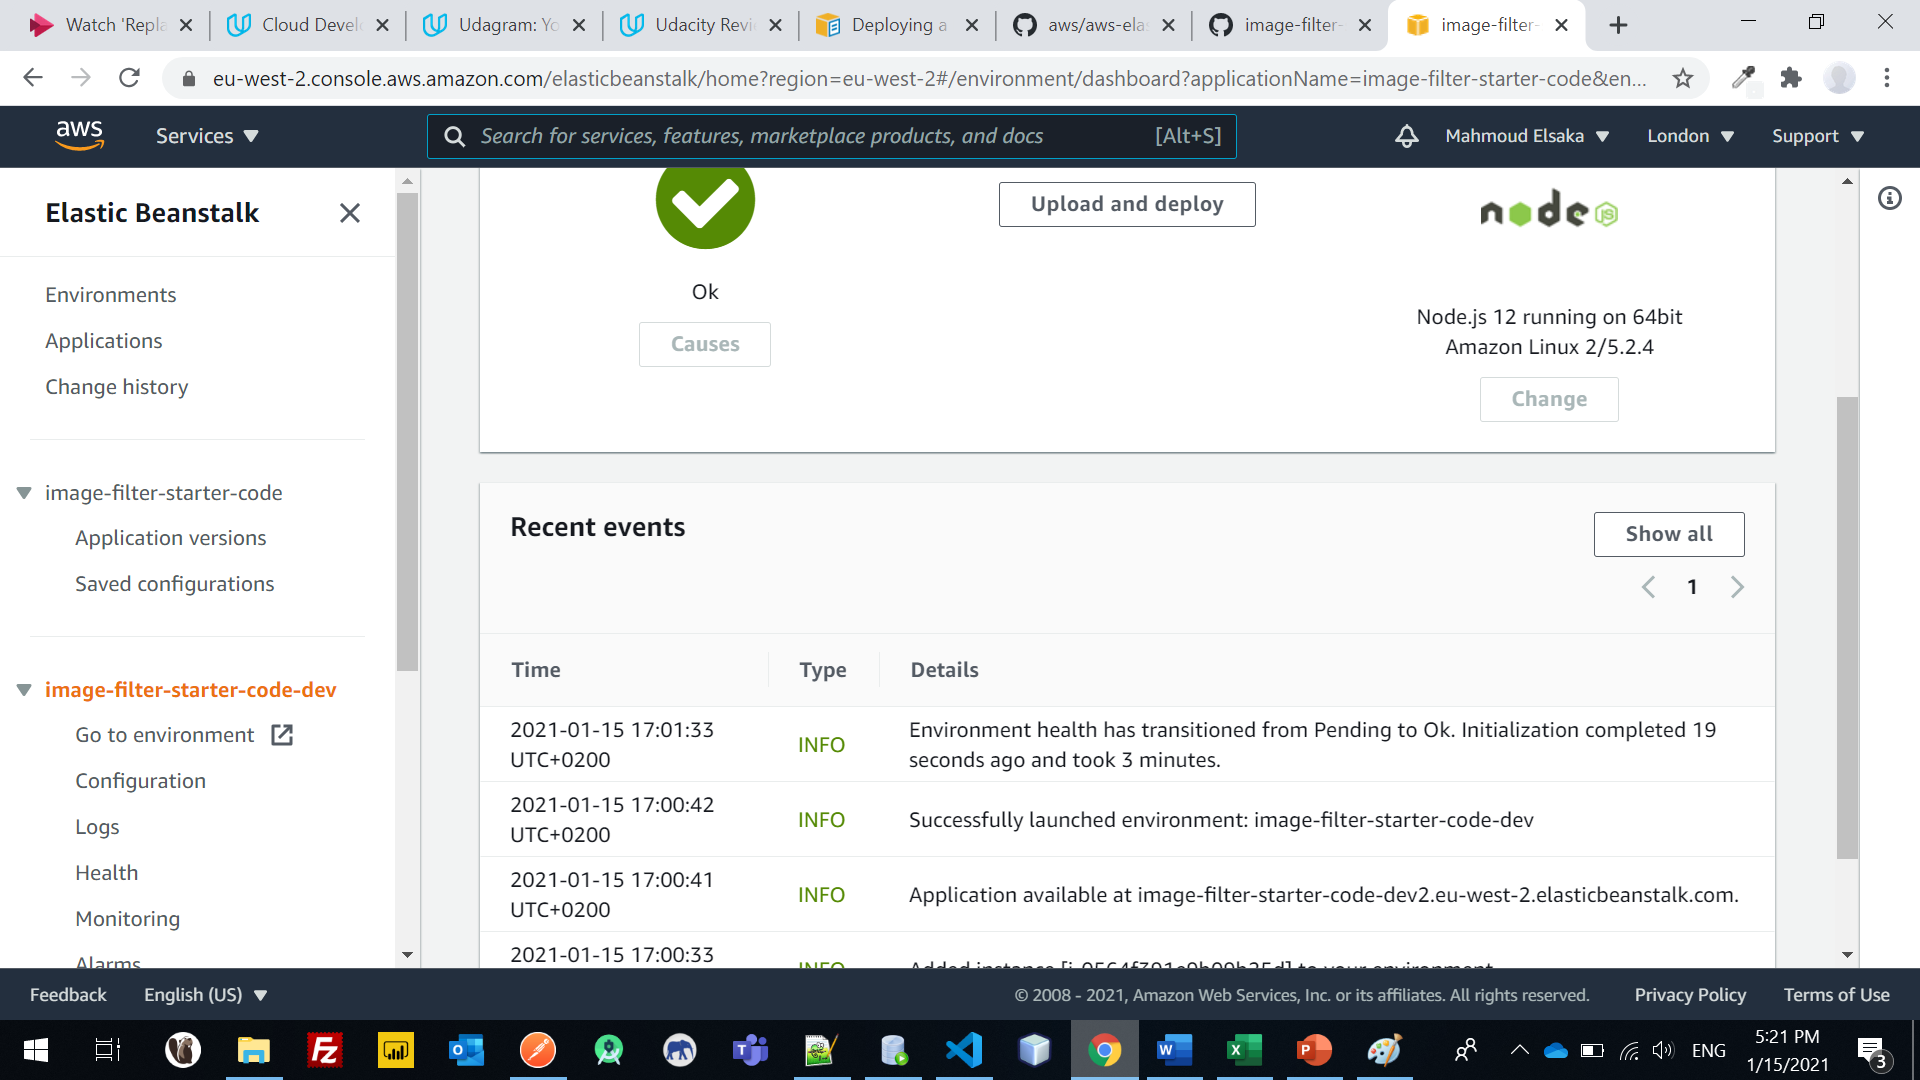 Watch 'Repla
Cloud Develo
Udagram: Yo
Udacity Revi
Deploying a
aws/aws-elas
image-filter-
image-filter-
eu-west-2.console.aws.amazon.com/elasticbeanstalk/home?region=eu-west-2#/environment/dashboard?applicationName=image-filter-starter-code&en...
aws
Services
Search for services, features, marketplace products, and docs
[Alt+S]
Mahmoud Elsaka
London
Support
Elastic Beanstalk
Environments
Applications
Change history
image-filter-starter-code
Application versions
Saved configurations
image-filter-starter-code-dev
Go to environment
Configuration
Logs
Health
Monitoring
Alarms
Ok
Causes
Upload and deploy
node JS
Node.js 12 running on 64bit
Amazon Linux 2/5.2.4
Change
Recent events
Show all
1
Time Type Details
2021-01-15 17:01:33
UTC+0200
INFO
Environment health has transitioned from Pending to Ok. Initialization completed 19
seconds ago and took 3 minutes.
2021-01-15 17:00:42
UTC+0200
INFO
Successfully launched environment: image-filter-starter-code-dev
2021-01-15 17:00:41
UTC+0200
INFO
Application available at image-filter-starter-code-dev2.eu-west-2.elasticbeanstalk.com.
2021-01-15 17:00:33
INFO
Added instance to your environment
Feedback
English (US)
© 2008 - 2021, Amazon Web Services, Inc. or its affiliates. All rights reserved.
Privacy Policy
Terms of Use
ENG
5:21 PM
1/15/2021
3